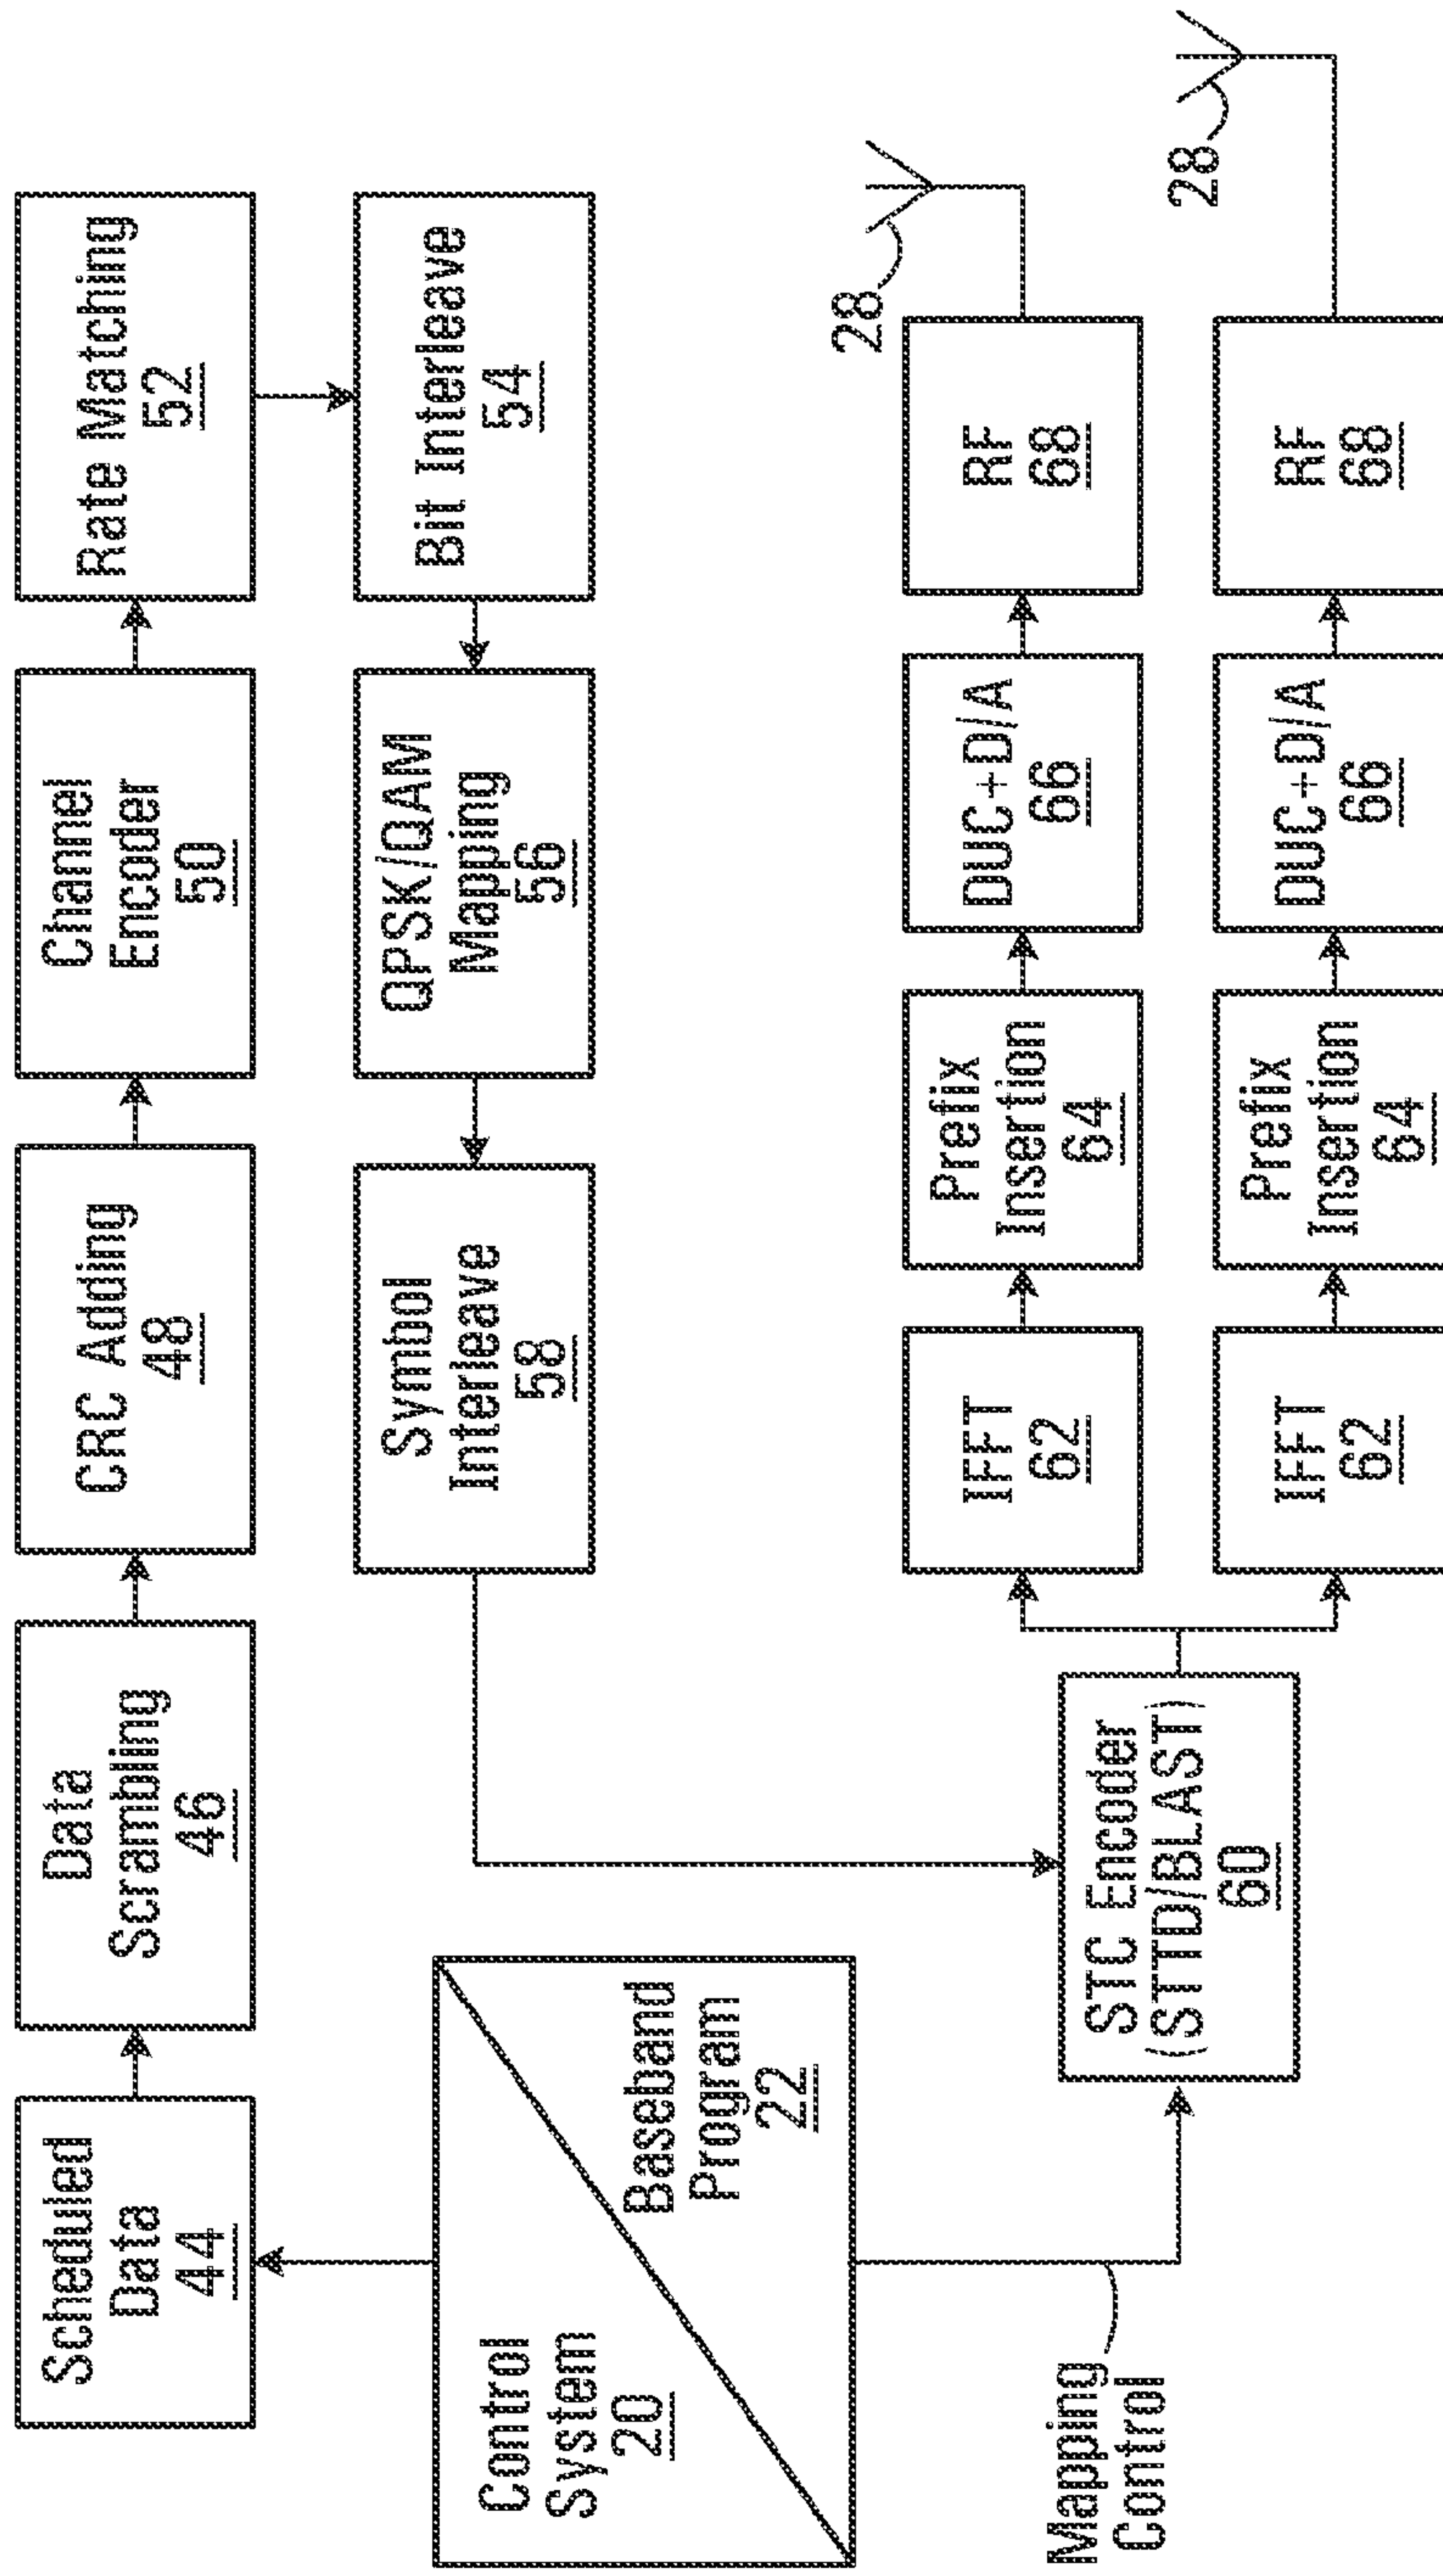 Scheduled
Data
44
Data
Scrambling
46
CRC Adding
48
Channel
Encoder
50
Rate Matching
52
Symbol
Interleave
58
QPSK/QAM
Mapping
56
Bit Interleave
54
Control
System
20
Baseband
Program
22
Mapping
Control
STC Encoder
(STTD/BLAST)
60
IFFT
62
Prefix
Insertion
64
DUC+D/A
66
RF
68
28
IFFT
62
Prefix
Insertion
64
DUC+D/A
66
RF
68
28